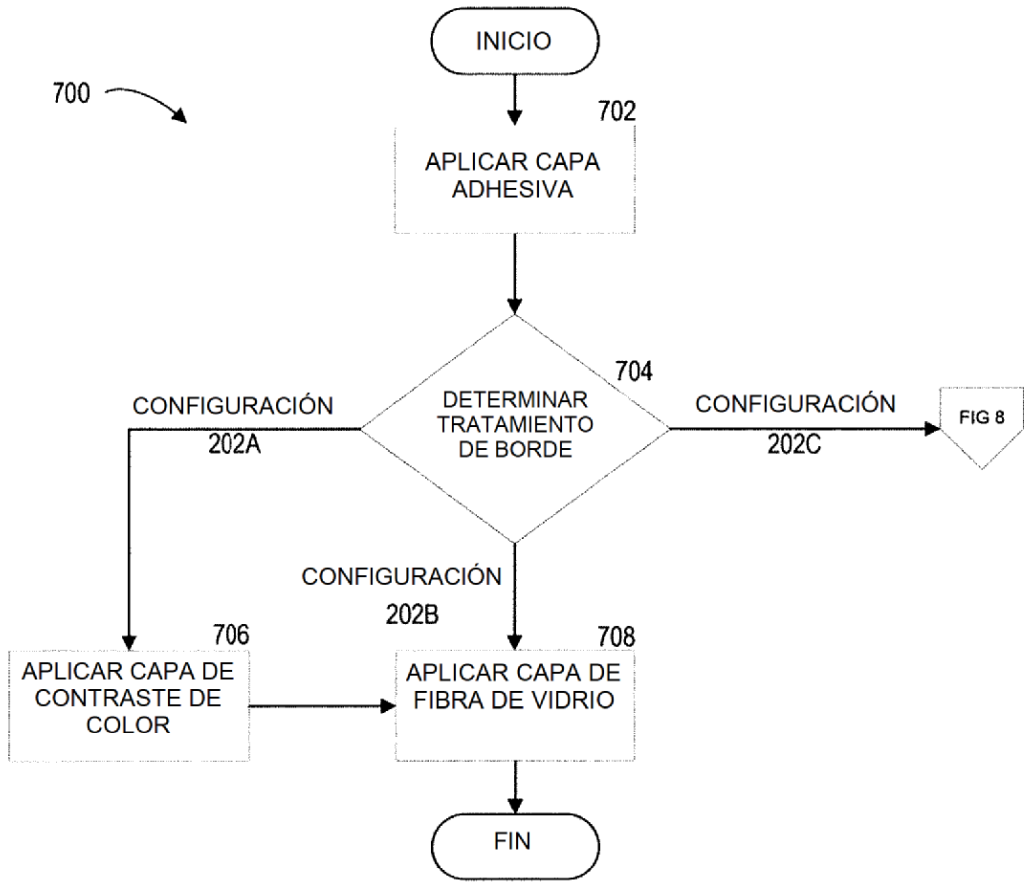 INICIO
700
702
APLICAR CAPA
ADHESIVA
704
DETERMINAR
TRATAMIENTO
DE BORDE
CONFIGURACIÓN
202A
CONFIGURACIÓN
202C
FIG 8
CONFIGURACIÓN
202B
706
APLICAR CAPA DE
CONTRASTE DE
COLOR
708
APLICAR CAPA DE
FIBRA DE VIDRIO
FIN